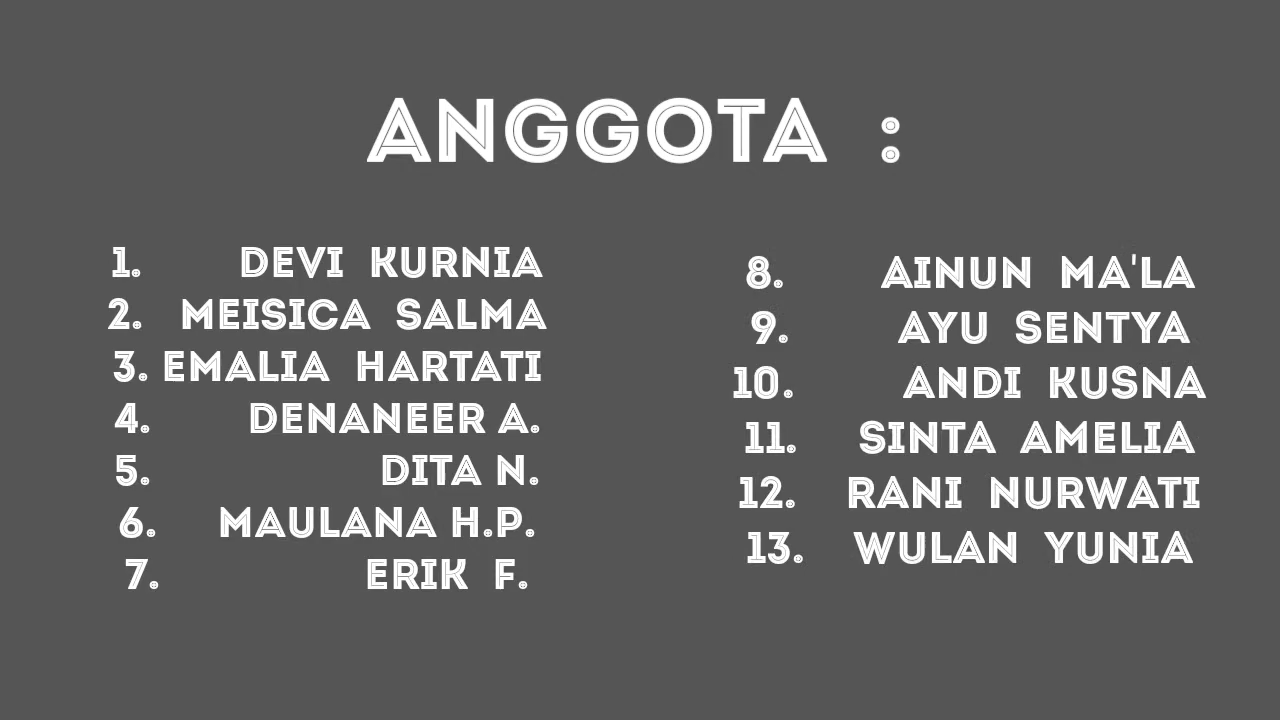 ANGGOTA :
1. DEVI KURNIA
2. MEISICA SALMA
3. EMALIA HARTATI
4. DENANEER A.
5. DITA N.
6. MAULANA H.P.
7. ERIK F.
8. AINUN MA'LA
9. AYU SENTYA
10. ANDI KUSNA
11. SINTA AMELIA
12. RANI NURWATI
13. WULAN YUNIA